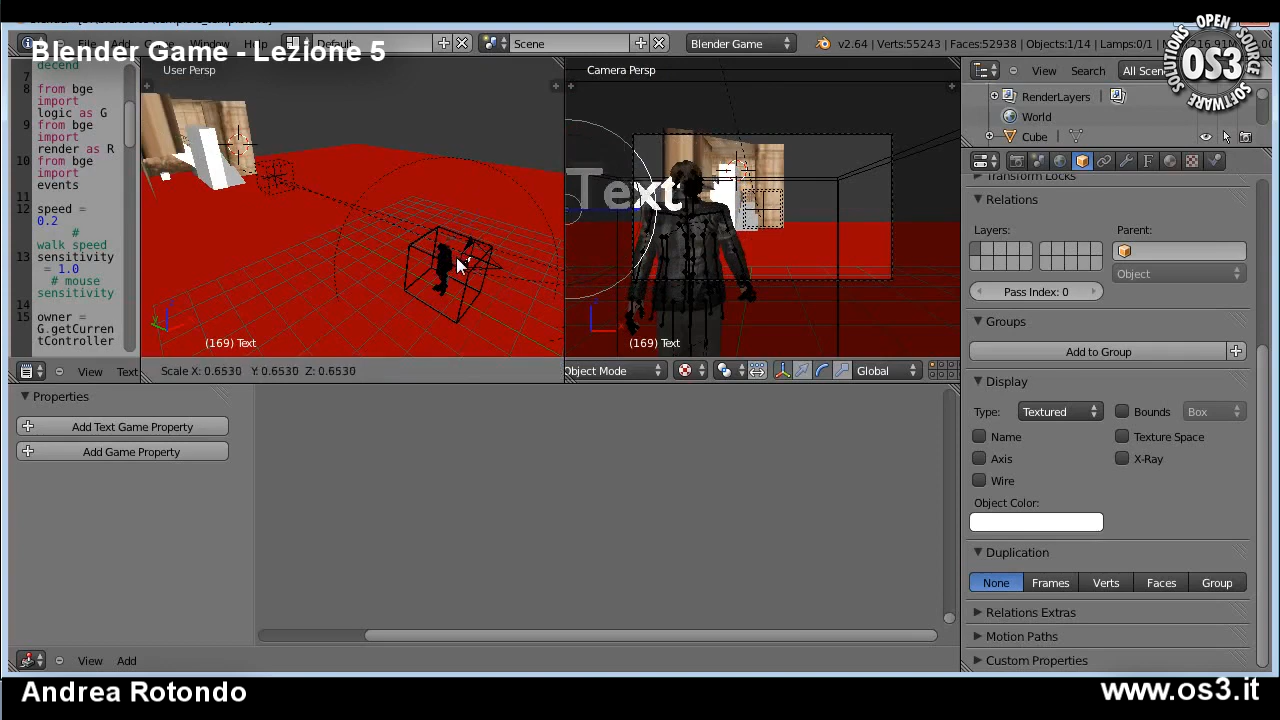 Blender Game - Lezione 5
File Add Game Window Help
Default
Scene
Blender Game
v2.64 | Verts:55243 | Faces:52938 | Objects:1/14 | Lamps:0/1 |
OPEN SOURCE SOFTWARE SOLUTIONS
OS3
User Persp
Camera Persp
View
Search
All Scen
RenderLayers
World
Cube
decend
7
8 from bge
import
logic as G
9 from bge
import
render as R
10 from bge
import
events
11
12 speed =
0.2
#
walk speed
13 sensitivity
= 1.0
# mouse
sensitivity
14
15 owner =
G.getCurren
tController
Text
(169) Text
(169) Text
View
Text
Scale X: 0.6530 Y: 0.6530 Z: 0.6530
Object Mode
Global
Transform Locks
Relations
Layers:
Parent:
Object
Pass Index: 0
Groups
Add to Group
Display
Type:
Textured
Bounds
Box
Name
Texture Space
Axis
X-Ray
Wire
Object Color:
Duplication
None
Frames
Verts
Faces
Group
Relations Extras
Motion Paths
Custom Properties
Properties
Add Text Game Property
Add Game Property
View
Add
Andrea Rotondo
www.os3.it